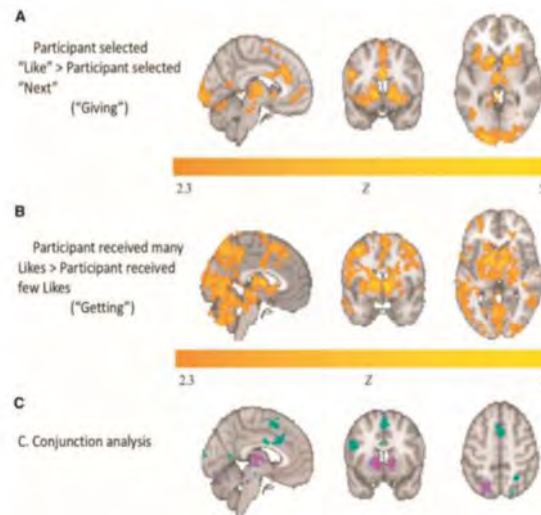 A
Participant selected
"Like" > Participant selected
"Next"
("Giving")
2.3 Z 5
B
Participant received many
Likes > Participant received
few Likes
("Getting")
2.3 Z
C
C. Conjunction analysis